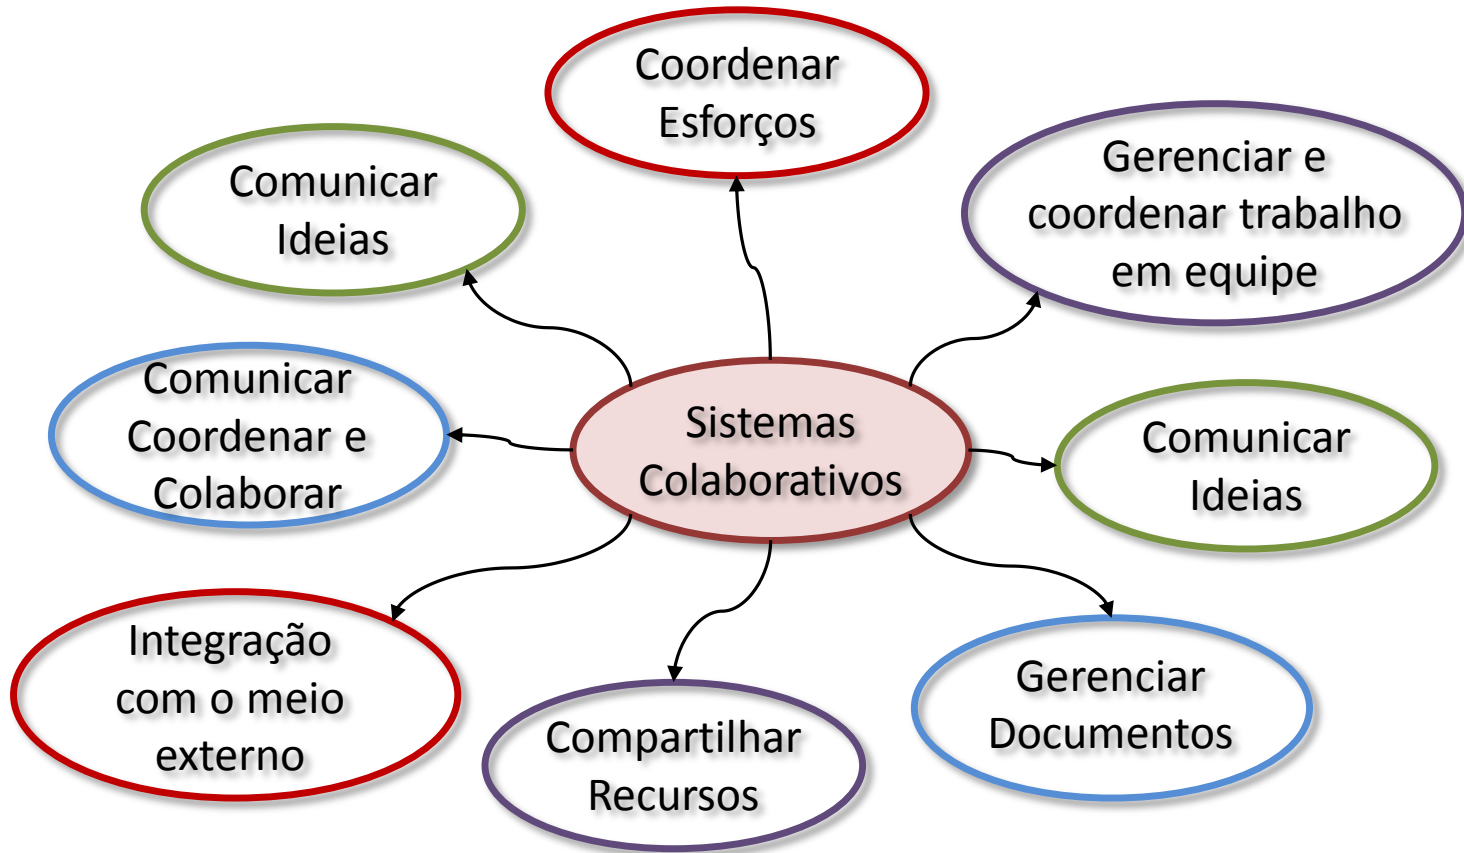 Coordenar
Esforços
Comunicar
Ideias
Gerenciar e
coordenar trabalho
em equipe
Comunicar
Coordenar e
Colaborar
Sistemas
Colaborativos
Comunicar
Ideias
Integração
com o meio
externo
Compartilhar
Recursos
Gerenciar
Documentos